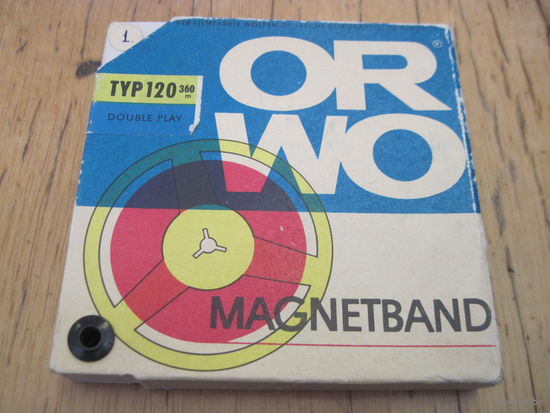 VEB FILMFABRIK WOLFEN
1.
TYP 120 360 m
DOUBLE PLAY
OR ®
WO
MAGNETBAND